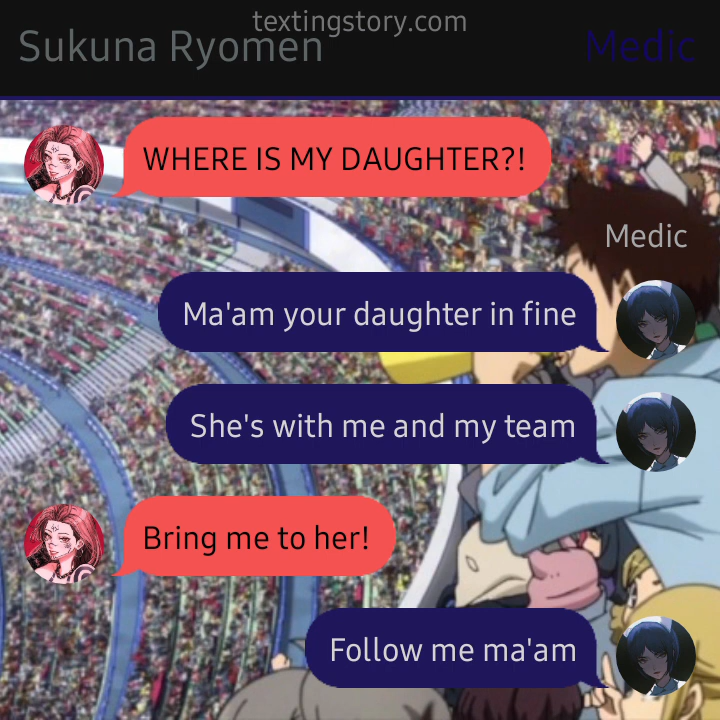 textingstory.com
Sukuna Ryomen
Medic
WHERE IS MY DAUGHTER?!
Medic
Ma'am your daughter in fine
She's with me and my team
Bring me to her!
Follow me ma'am